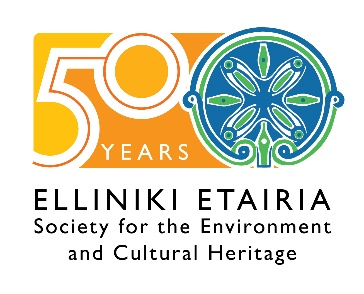 50
YEARS
ELLINIKI ETAIRIA
Society for the Environment
and Cultural Heritage